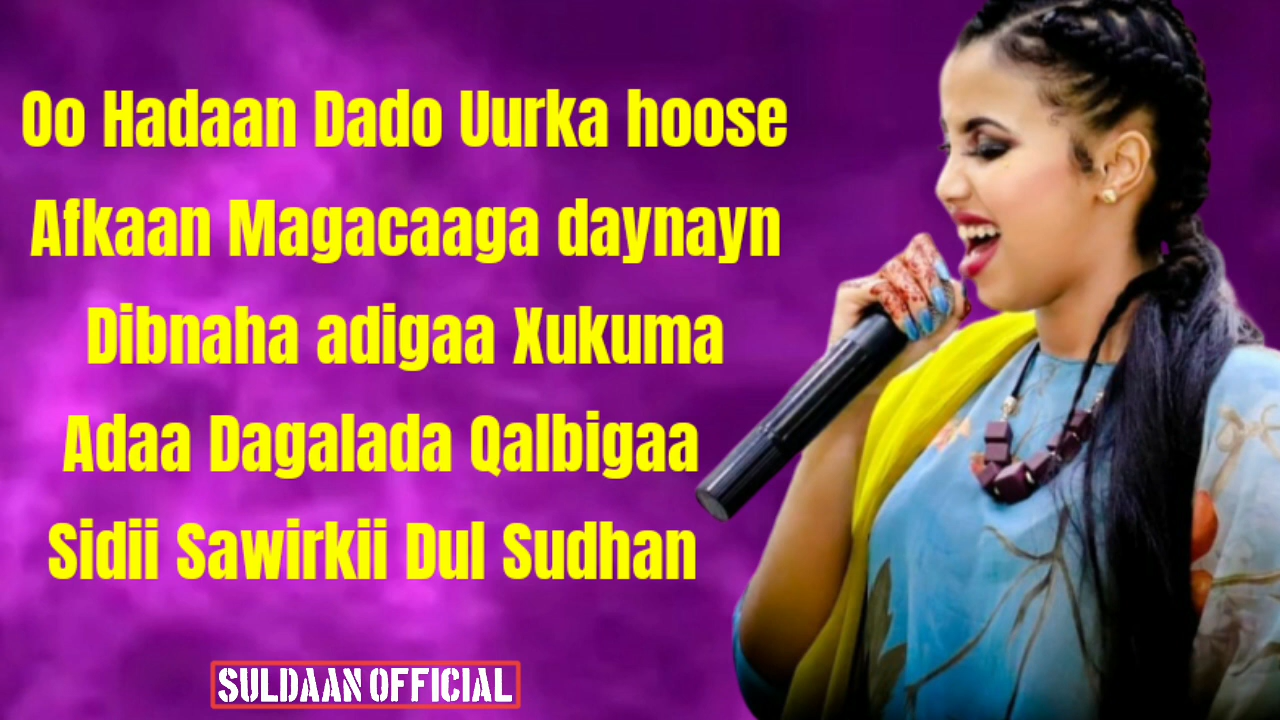 Oo Hadaan Dado Uurka hoose
Afkaan Magacaaga daynayn
Dibnaha adigaa Xukuma
Adaa Dagalada Qalbigaa
Sidii Sawirkii Dul Sudhan
SULDAAN OFFICIAL